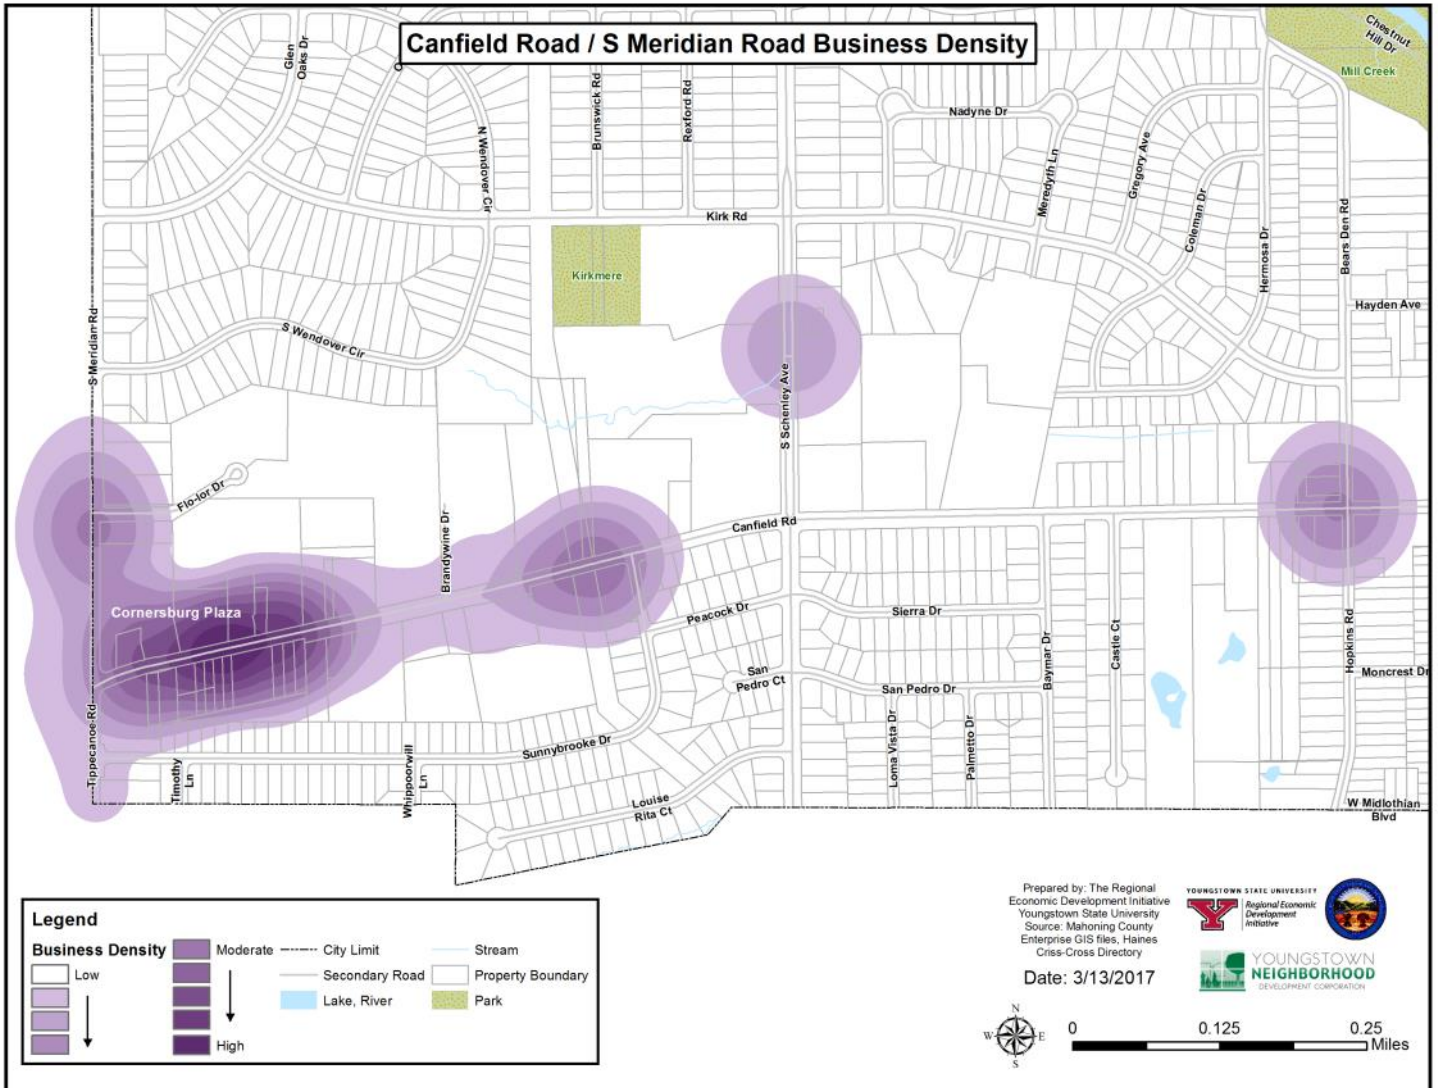 Canfield Road / S Meridian Road Business Density
Chestnut
Hill Dr
Mill Creek
Glen
Oaks Dr
Brunswick Rd
Rexford Rd
Nadyne Dr
N Wendover Cir
Meredyth Ln
Gregory Ave
Coleman Dr
Hermosa Dr
Bears Den Rd
Kirk Rd
Kirkmere
Hayden Ave
S Meridian Rd
S Wendover Cir
S Schenley Ave
Flo-lor Dr
Brandywine Dr
Canfield Rd
Cornersburg Plaza
Peacock Dr
Sierra Dr
Baymar Dr
Castle Ct
Hopkins Rd
San
Pedro Ct
San Pedro Dr
Moncrest Dr
Tippecanoe Rd
Timothy
Ln
Whippoorwill
Ln
Sunnybrooke Dr
Loma Vista Dr
Palmetto Dr
Louise
Rita Ct
W Midlothian
Blvd
Legend
Business Density
Low
Moderate
High
City Limit
Secondary Road
Lake, River
Stream
Property Boundary
Park
Prepared by: The Regional
Economic Development Initiative
Youngstown State University
Source: Mahoning County
Enterprise GIS files, Haines
Criss-Cross Directory
Date: 3/13/2017
YOUNGSTOWN STATE UNIVERSITY
Y
Regional Economic
Development
Initiative
YOUNGSTOWN
NEIGHBORHOOD
DEVELOPMENT CORPORATION
N
W E
S
0 0.125 0.25
Miles